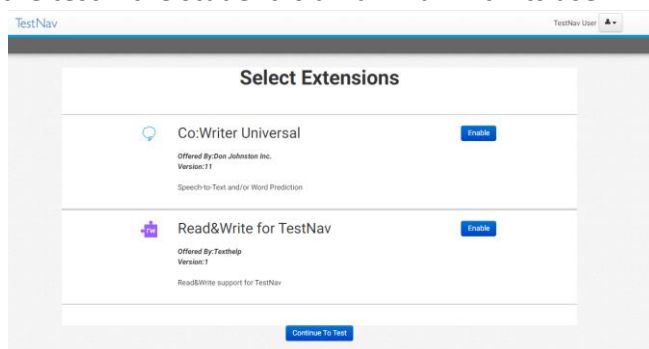 TestNav
TestNav User
Select Extensions
Co:Writer Universal
Enable
Offered By:Don Johnston Inc.
Version:11
Speech-to-Text and/or Word Prediction
TW
Read&Write for TestNav
Enable
Offered By:Texthelp
Version:1
Read&Write support for TestNav
Continue To Test